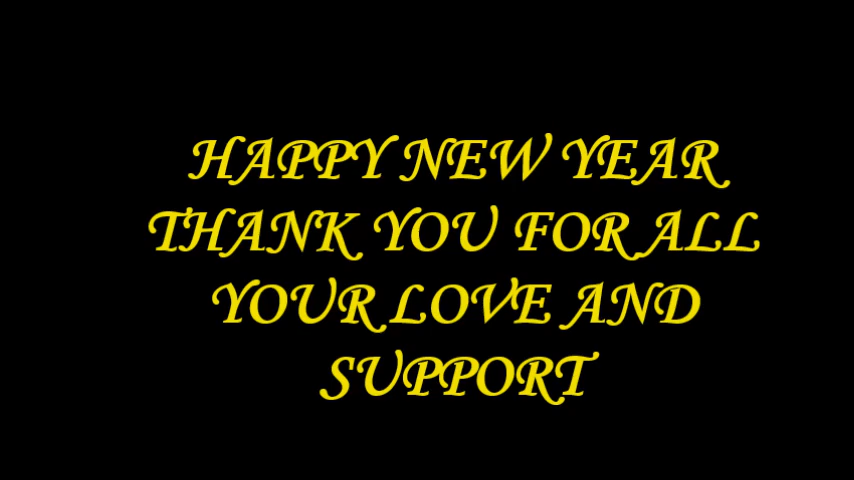 HAPPY NEW YEAR
THANK YOU FOR ALL
YOUR LOVE AND
SUPPORT